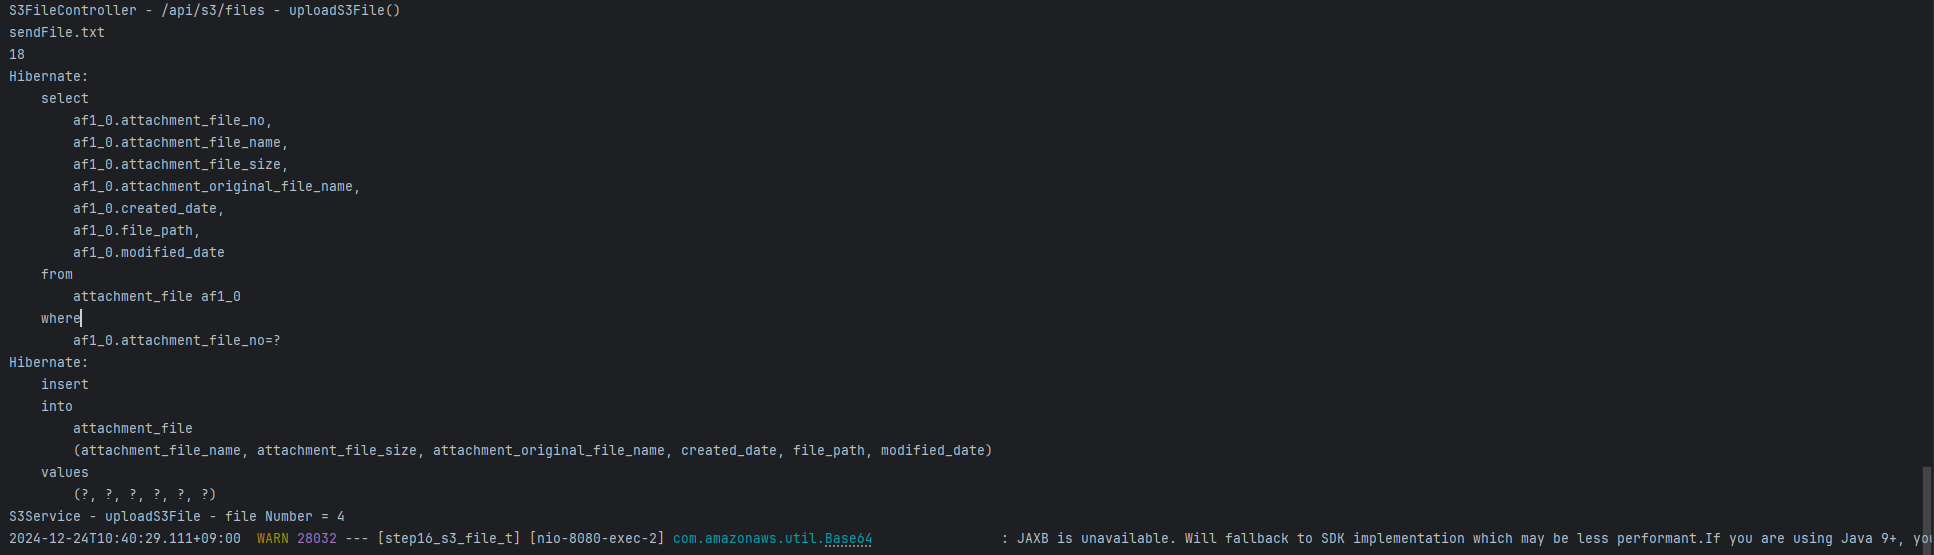 S3FileController - /api/s3/files - uploadS3File()
sendFile.txt
18
Hibernate:
    select
        af1_0.attachment_file_no,
        af1_0.attachment_file_name,
        af1_0.attachment_file_size,
        af1_0.attachment_original_file_name,
        af1_0.created_date,
        af1_0.file_path,
        af1_0.modified_date
    from
        attachment_file af1_0
    where
        af1_0.attachment_file_no=?
Hibernate:
    insert
    into
        attachment_file
        (attachment_file_name, attachment_file_size, attachment_original_file_name, created_date, file_path, modified_date)
    values
        (?, ?, ?, ?, ?, ?)
S3Service - uploadS3File - file Number = 4
2024-12-24T10:40:29.111+09:00  WARN 28032 --- [step16_s3_file_t] [nio-8080-exec-2] com.amazonaws.util.Base64                : JAXB is unavailable. Will fallback to SDK implementation which may be less performant.If you are using Java 9+,